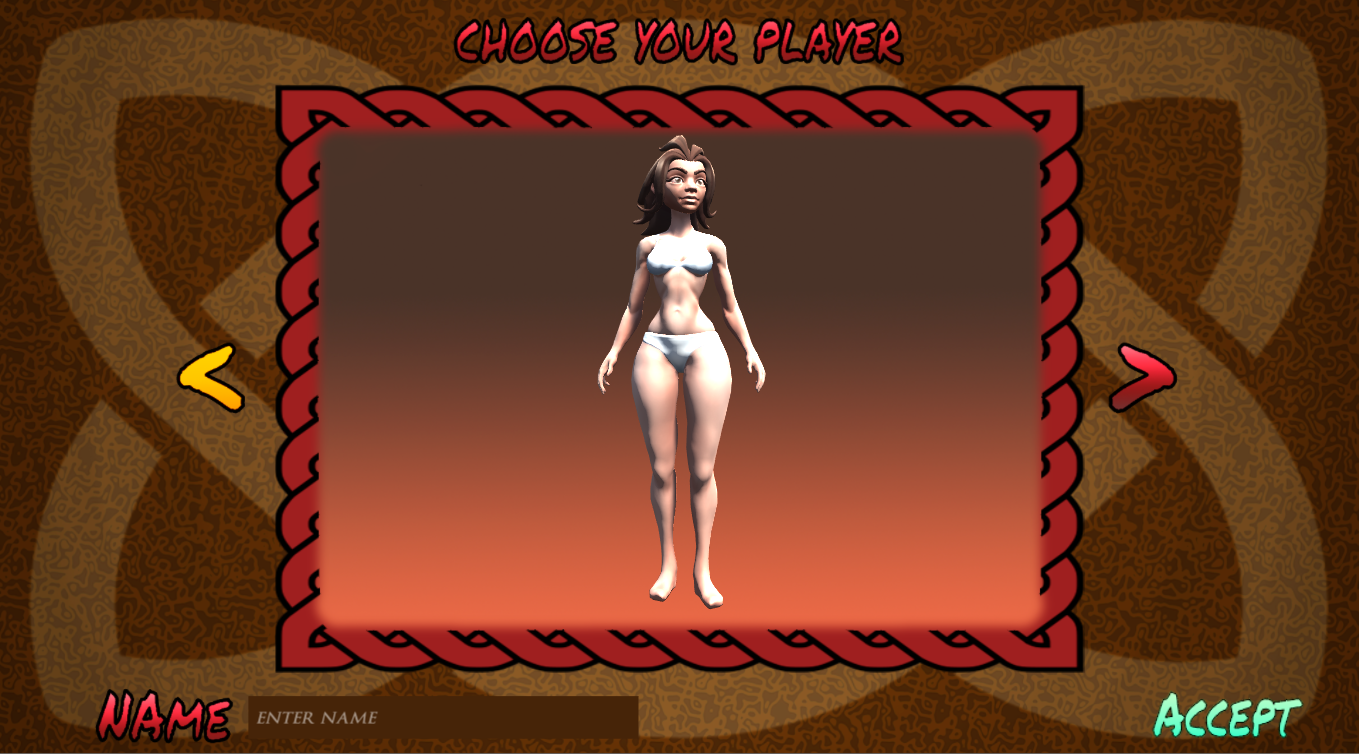 CHOOSE YOUR PLAYER
<
>
NAME
ENTER NAME
ACCEPT